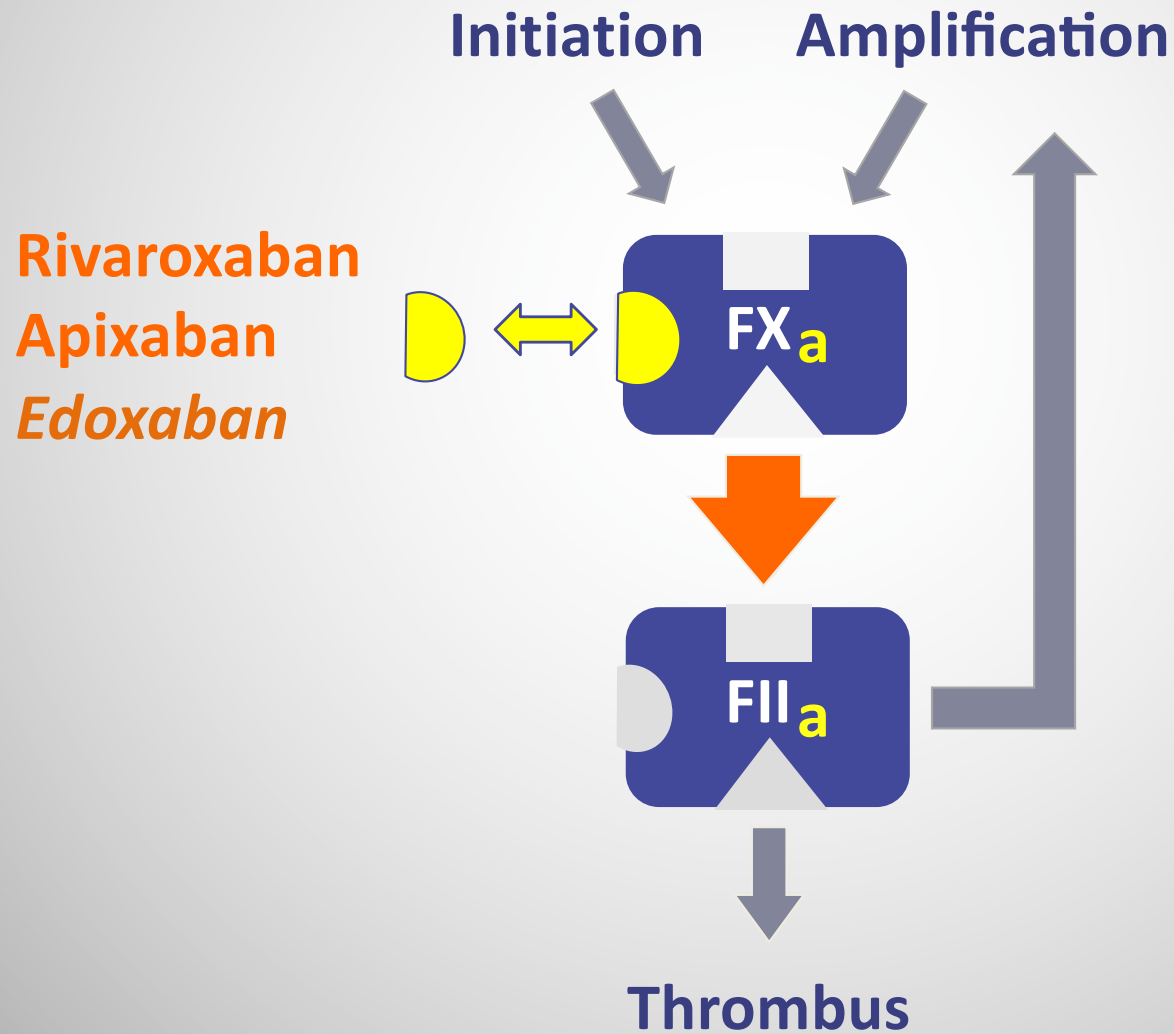 Initiation Amplification
Rivaroxaban
Apixaban
Edoxaban
FXa
FIIa
Thrombus